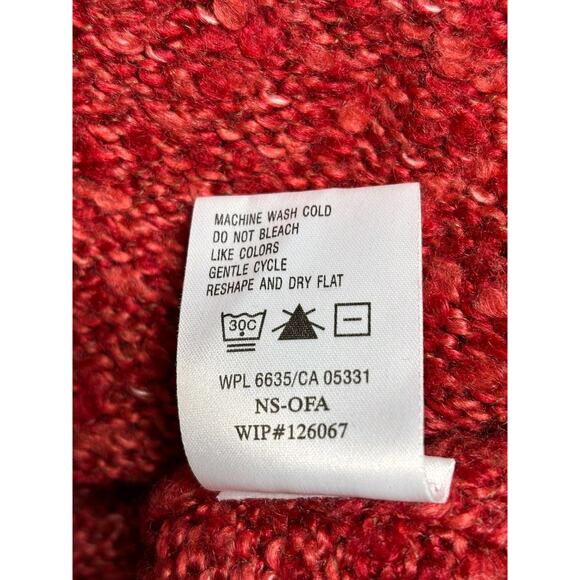 MACHINE WASH COLD
DO NOT BLEACH
LIKE COLORS
GENTLE CYCLE
RESHAPE AND DRY FLAT
30C
WPL 6635/CA 05331
NS-OFA
WIP#126067